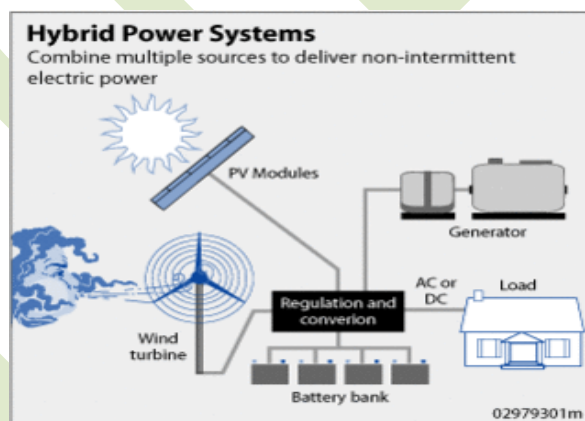 Hybrid Power Systems
Combine multiple sources to deliver non-intermittent
electric power
PV Modules
Generator
AC or
DC
Load
Regulation and
converion
Wind
turbine
Battery bank
02979301m